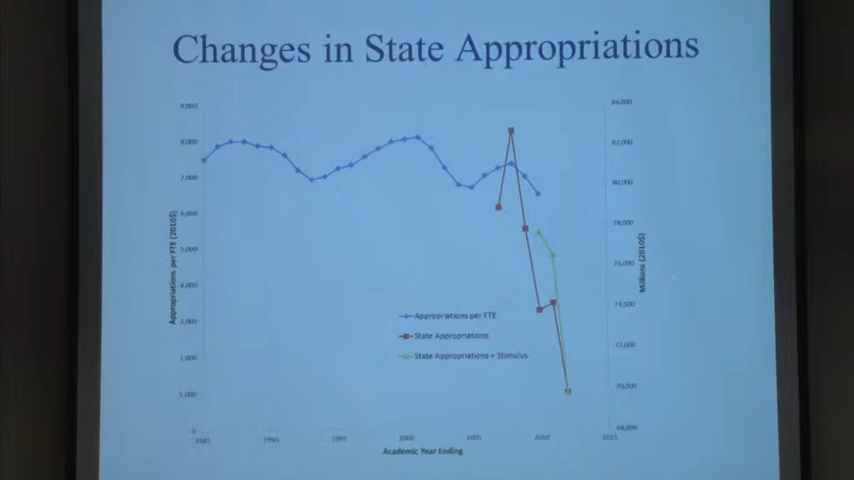 Changes in State Appropriations
9,000
8,000
7,000
6,000
5,000
4,000
3,000
2,000
1,000
0
Appropriations per FTE (2010$)
84,000
82,000
80,000
78,000
76,000
74,000
72,000
70,000
68,000
Millions (2010$)
Appropriations per FTE
State Appropriations
State Appropriations + Stimulus
1985 1990 1995 2000 2005 2010 2015
Academic Year Ending